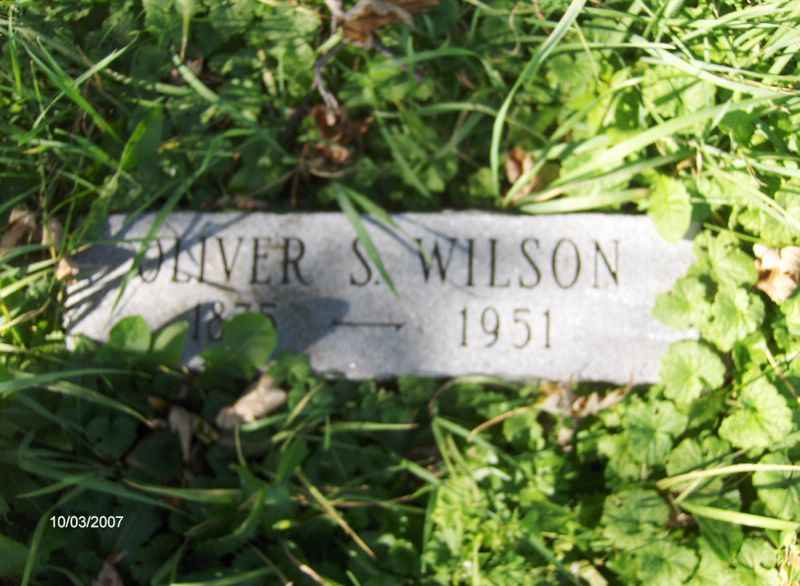 OLIVER S. WILSON
1875 — 1951
10/03/2007